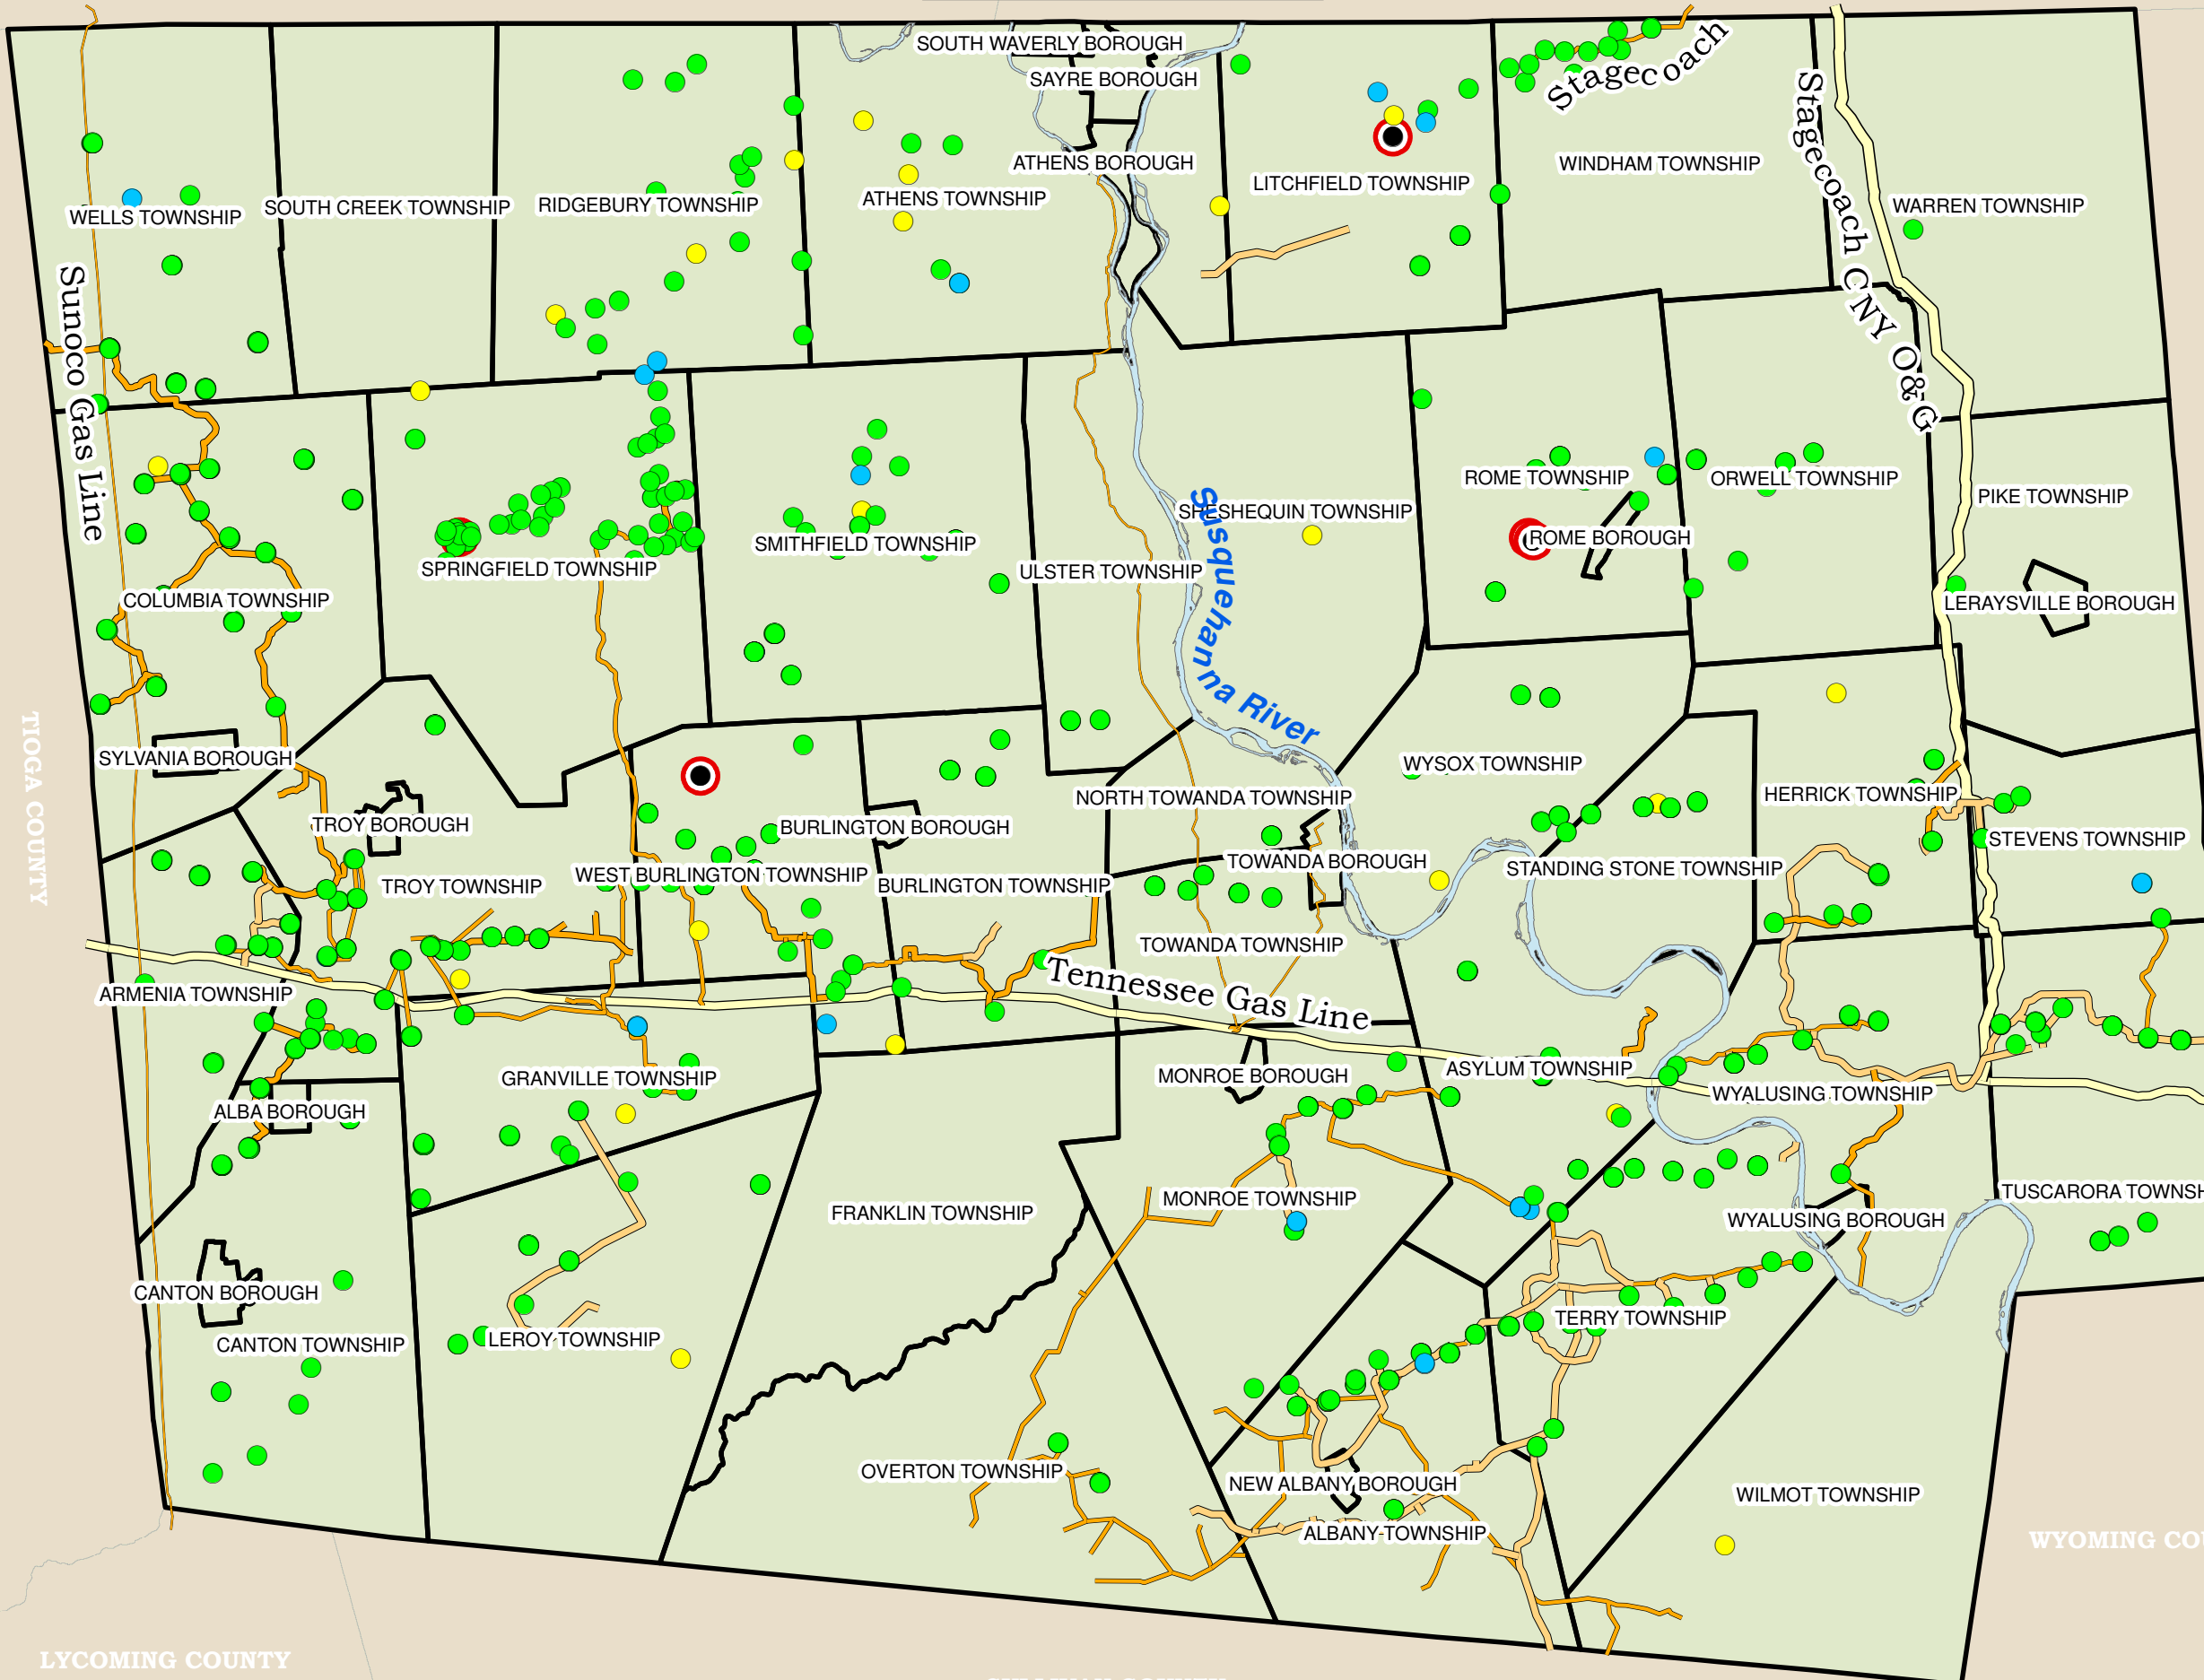 SOUTH WAVERLY BOROUGH
SAYRE BOROUGH
Stagecoach
ATHENS BOROUGH
WINDHAM TOWNSHIP
LITCHFIELD TOWNSHIP
Stagecoach CNY O&G
WELLS TOWNSHIP
SOUTH CREEK TOWNSHIP
RIDGEBURY TOWNSHIP
ATHENS TOWNSHIP
WARREN TOWNSHIP
Sunoco Gas Line
ROME TOWNSHIP
ORWELL TOWNSHIP
PIKE TOWNSHIP
SHESHEQUIN TOWNSHIP
Susquehanna River
ROME BOROUGH
SMITHFIELD TOWNSHIP
SPRINGFIELD TOWNSHIP
ULSTER TOWNSHIP
COLUMBIA TOWNSHIP
LERAYSVILLE BOROUGH
TIOGA COUNTY
SYLVANIA BOROUGH
WYSOX TOWNSHIP
NORTH TOWANDA TOWNSHIP
HERRICK TOWNSHIP
TROY BOROUGH
BURLINGTON BOROUGH
STEVENS TOWNSHIP
TOWANDA BOROUGH
STANDING STONE TOWNSHIP
TROY TOWNSHIP
WEST BURLINGTON TOWNSHIP
BURLINGTON TOWNSHIP
TOWANDA TOWNSHIP
Tennessee Gas Line
ARMENIA TOWNSHIP
GRANVILLE TOWNSHIP
MONROE BOROUGH
ASYLUM TOWNSHIP
WYALUSING TOWNSHIP
ALBA BOROUGH
MONROE TOWNSHIP
TUSCARORA TOWNSH
FRANKLIN TOWNSHIP
WYALUSING BOROUGH
CANTON BOROUGH
TERRY TOWNSHIP
CANTON TOWNSHIP
LEROY TOWNSHIP
OVERTON TOWNSHIP
NEW ALBANY BOROUGH
WILMOT TOWNSHIP
ALBANY TOWNSHIP
WYOMING COU
LYCOMING COUNTY